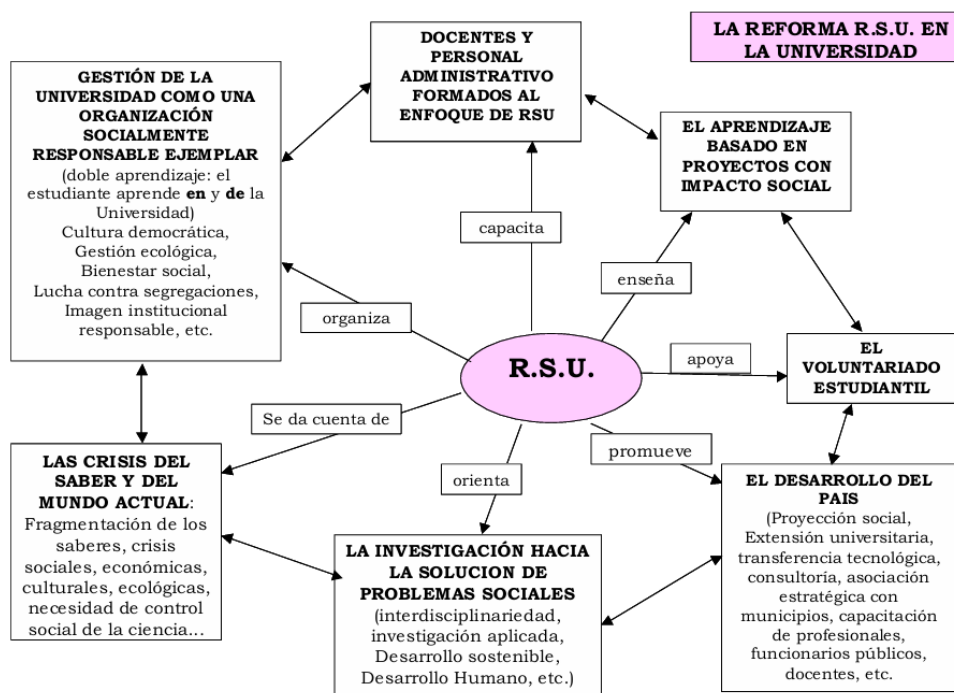 LA REFORMA R.S.U. EN
LA UNIVERSIDAD
DOCENTES Y
PERSONAL
ADMINISTRATIVO
FORMADOS AL
ENFOQUE DE RSU
GESTIÓN DE LA
UNIVERSIDAD COMO UNA
ORGANIZACIÓN
SOCIALMENTE
RESPONSABLE EJEMPLAR
(doble aprendizaje: el
estudiante aprende en y de la
Universidad)
Cultura democrática,
Gestión ecológica,
Bienestar social,
Lucha contra segregaciones,
Imagen institucional
responsable, etc.
EL APRENDIZAJE
BASADO EN
PROYECTOS CON
IMPACTO SOCIAL
capacita
enseña
organiza
R.S.U.
apoya
EL
VOLUNTARIADO
ESTUDIANTIL
Se da cuenta de
promueve
orienta
LAS CRISIS DEL
SABER Y DEL
MUNDO ACTUAL:
Fragmentación de los
saberes, crisis
sociales, económicas,
culturales, ecológicas,
necesidad de control
social de la ciencia...
LA INVESTIGACIÓN HACIA
LA SOLUCION DE
PROBLEMAS SOCIALES
(interdisciplinariedad,
investigación aplicada,
Desarrollo sostenible,
Desarrollo Humano, etc.)
EL DESARROLLO DEL
PAIS
(Proyección social,
Extensión universitaria,
transferencia tecnológica,
consultoría, asociación
estratégica con
municipios, capacitación
de profesionales,
funcionarios públicos,
docentes, etc.